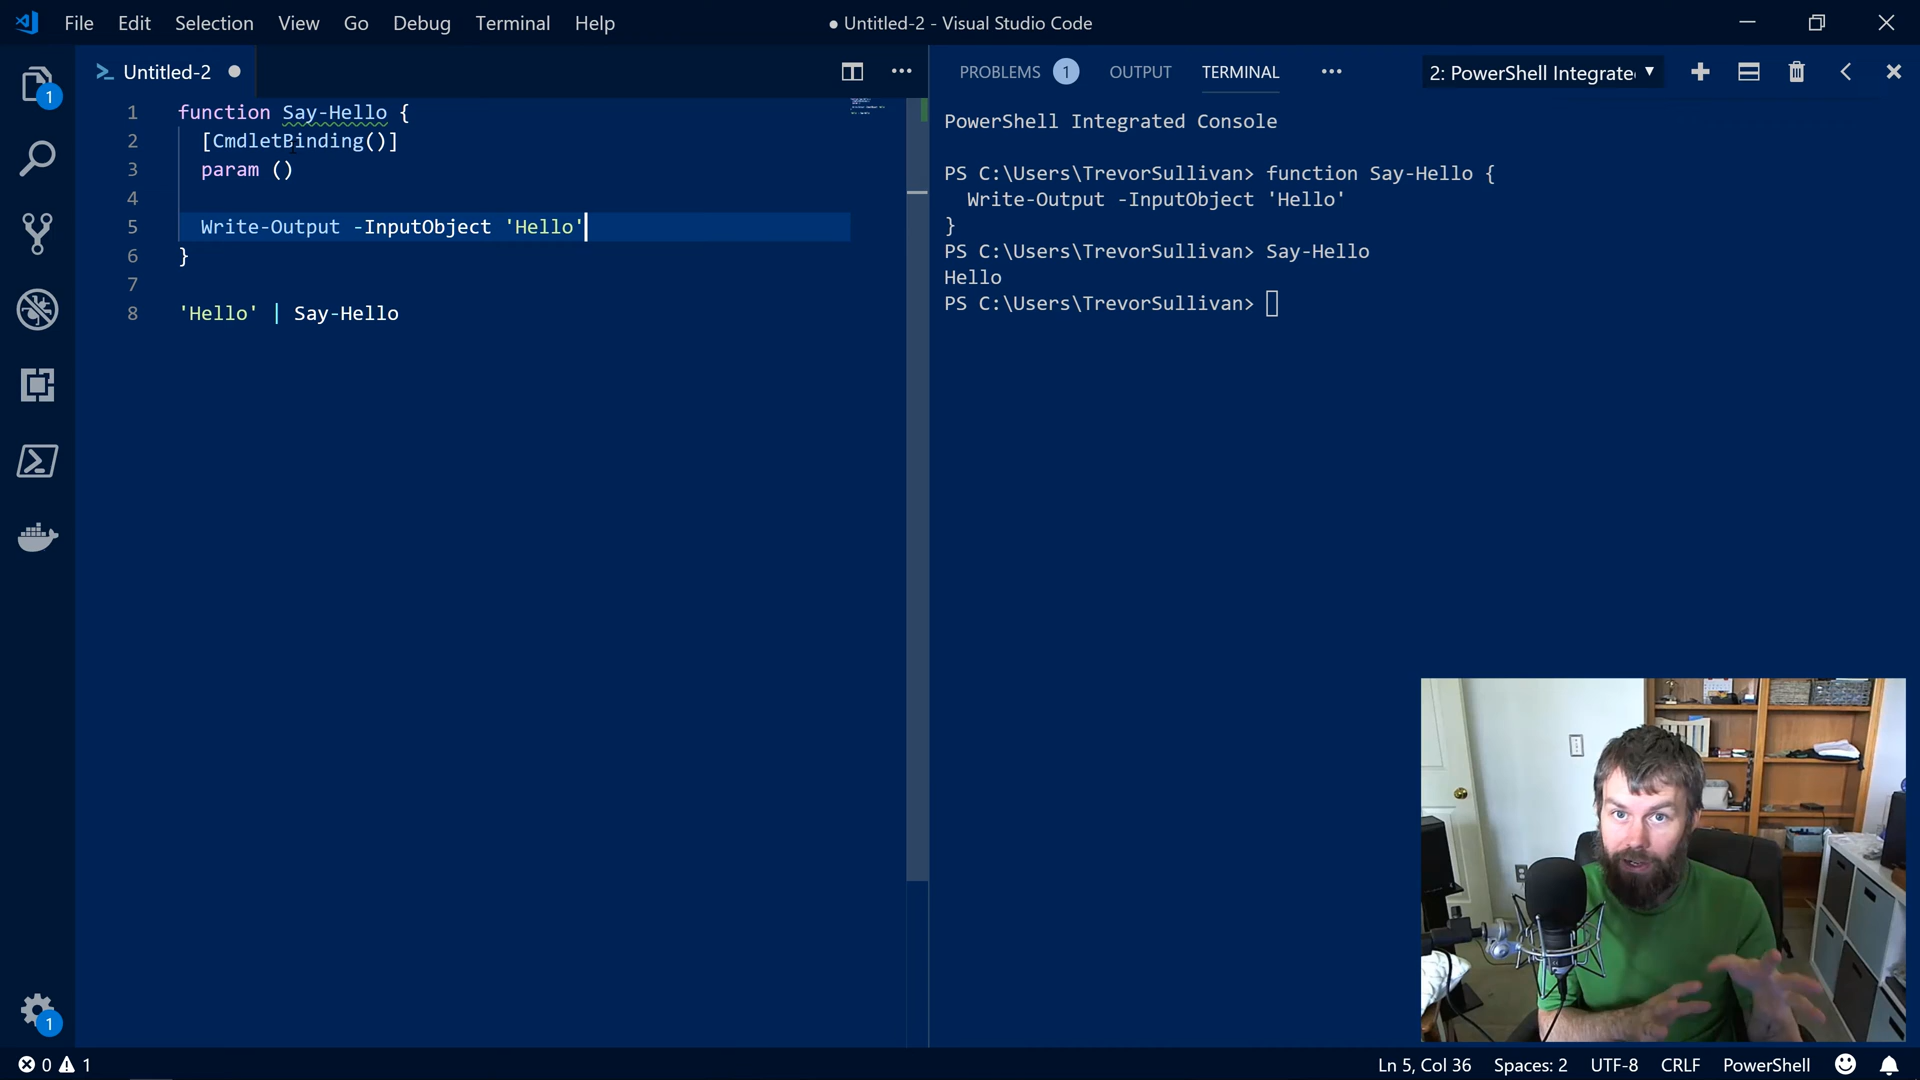 File Edit Selection View Go Debug Terminal Help ● Untitled-2 - Visual Studio Code
Untitled-2
PROBLEMS 1 OUTPUT TERMINAL ••• 2: PowerShell Integrate
1 function Say-Hello {
2 [CmdletBinding()]
3 param ()
4
5 Write-Output -InputObject 'Hello'
6 }
7
8 'Hello' | Say-Hello
PowerShell Integrated Console
PS C:\Users\TrevorSullivan> function Say-Hello {
Write-Output -InputObject 'Hello'
}
PS C:\Users\TrevorSullivan> Say-Hello
Hello
PS C:\Users\TrevorSullivan>
1
1
0 1 Ln 5, Col 36 Spaces: 2 UTF-8 CRLF PowerShell